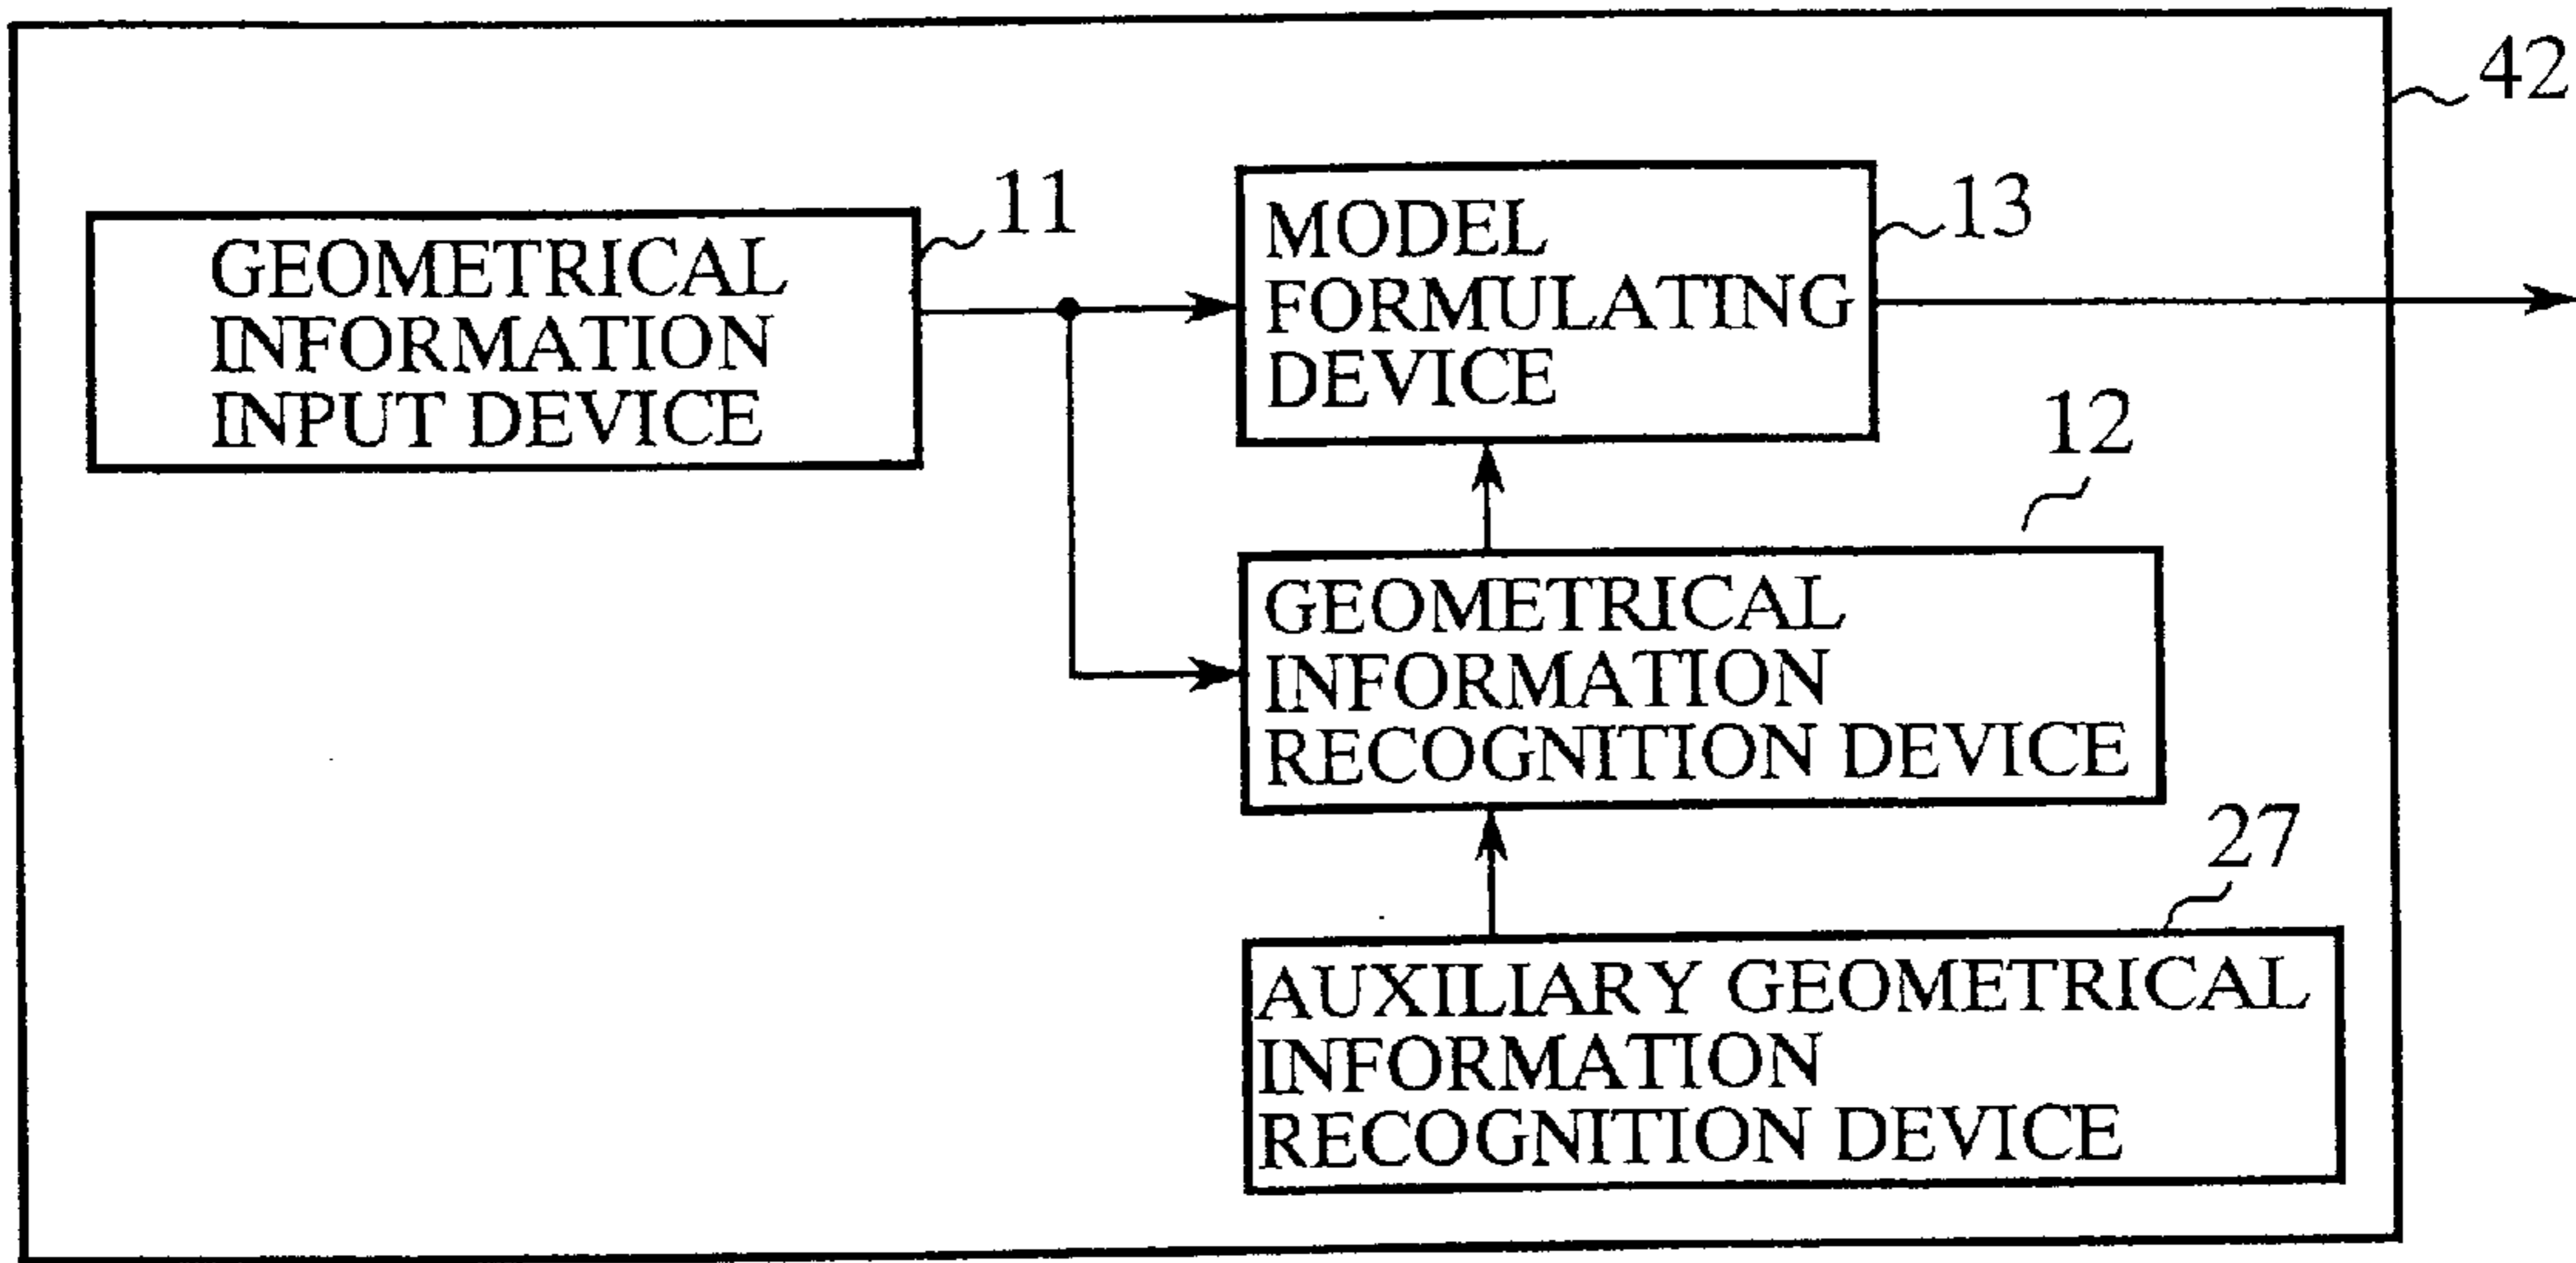 42
11
GEOMETRICAL
INFORMATION
INPUT DEVICE
13
MODEL
FORMULATING
DEVICE
12
GEOMETRICAL
INFORMATION
RECOGNITION DEVICE
27
AUXILIARY GEOMETRICAL
INFORMATION
RECOGNITION DEVICE